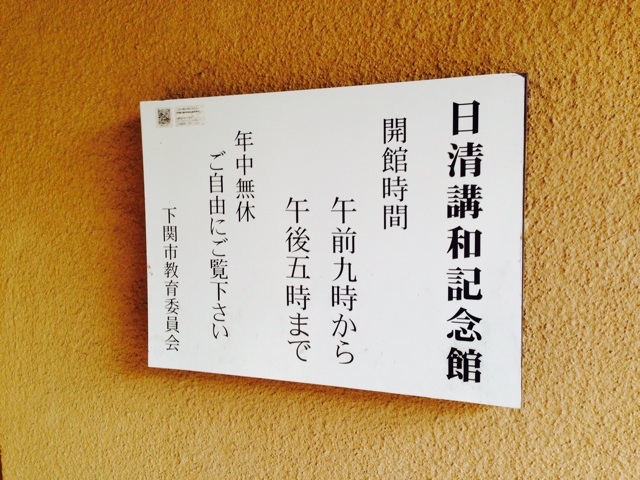 日清講和記念館
開館時間
午前九時から
午後五時まで
年中無休
ご自由にご覧下さい
下関市教育委員会